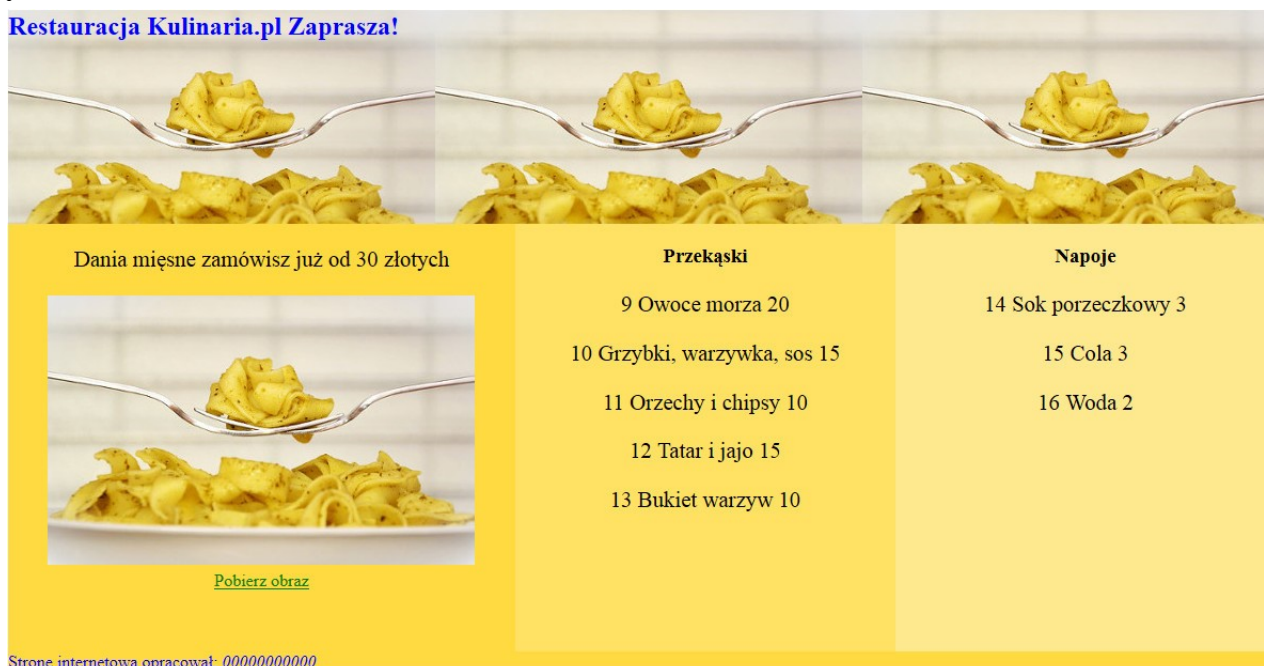 Restauracja Kulinaria.pl Zaprasza!
Dania mięsne zamówisz już od 30 złotych
Pobierz obraz
Przekąski
9 Owoce morza 20
10 Grzybki, warzywka, sos 15
11 Orzechy i chipsy 10
12 Tatar i jajo 15
13 Bukiet warzyw 10
Napoje
14 Sok porzeczkowy 3
15 Cola 3
16 Woda 2
Stronę internetową opracował: 00000000000